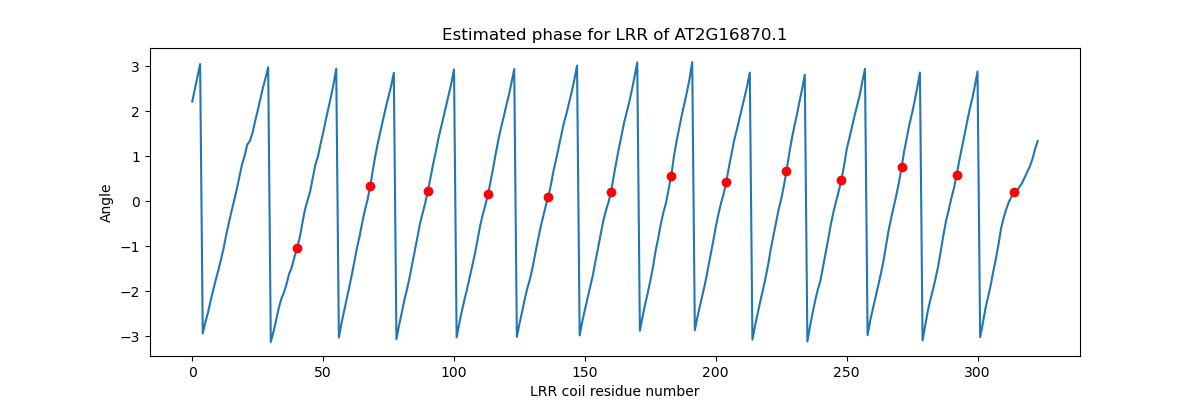 Estimated phase for LRR of AT2G16870.1
3
2
1
0
−1
−2
−3
Angle
0 50 100 150 200 250 300
LRR coil residue number